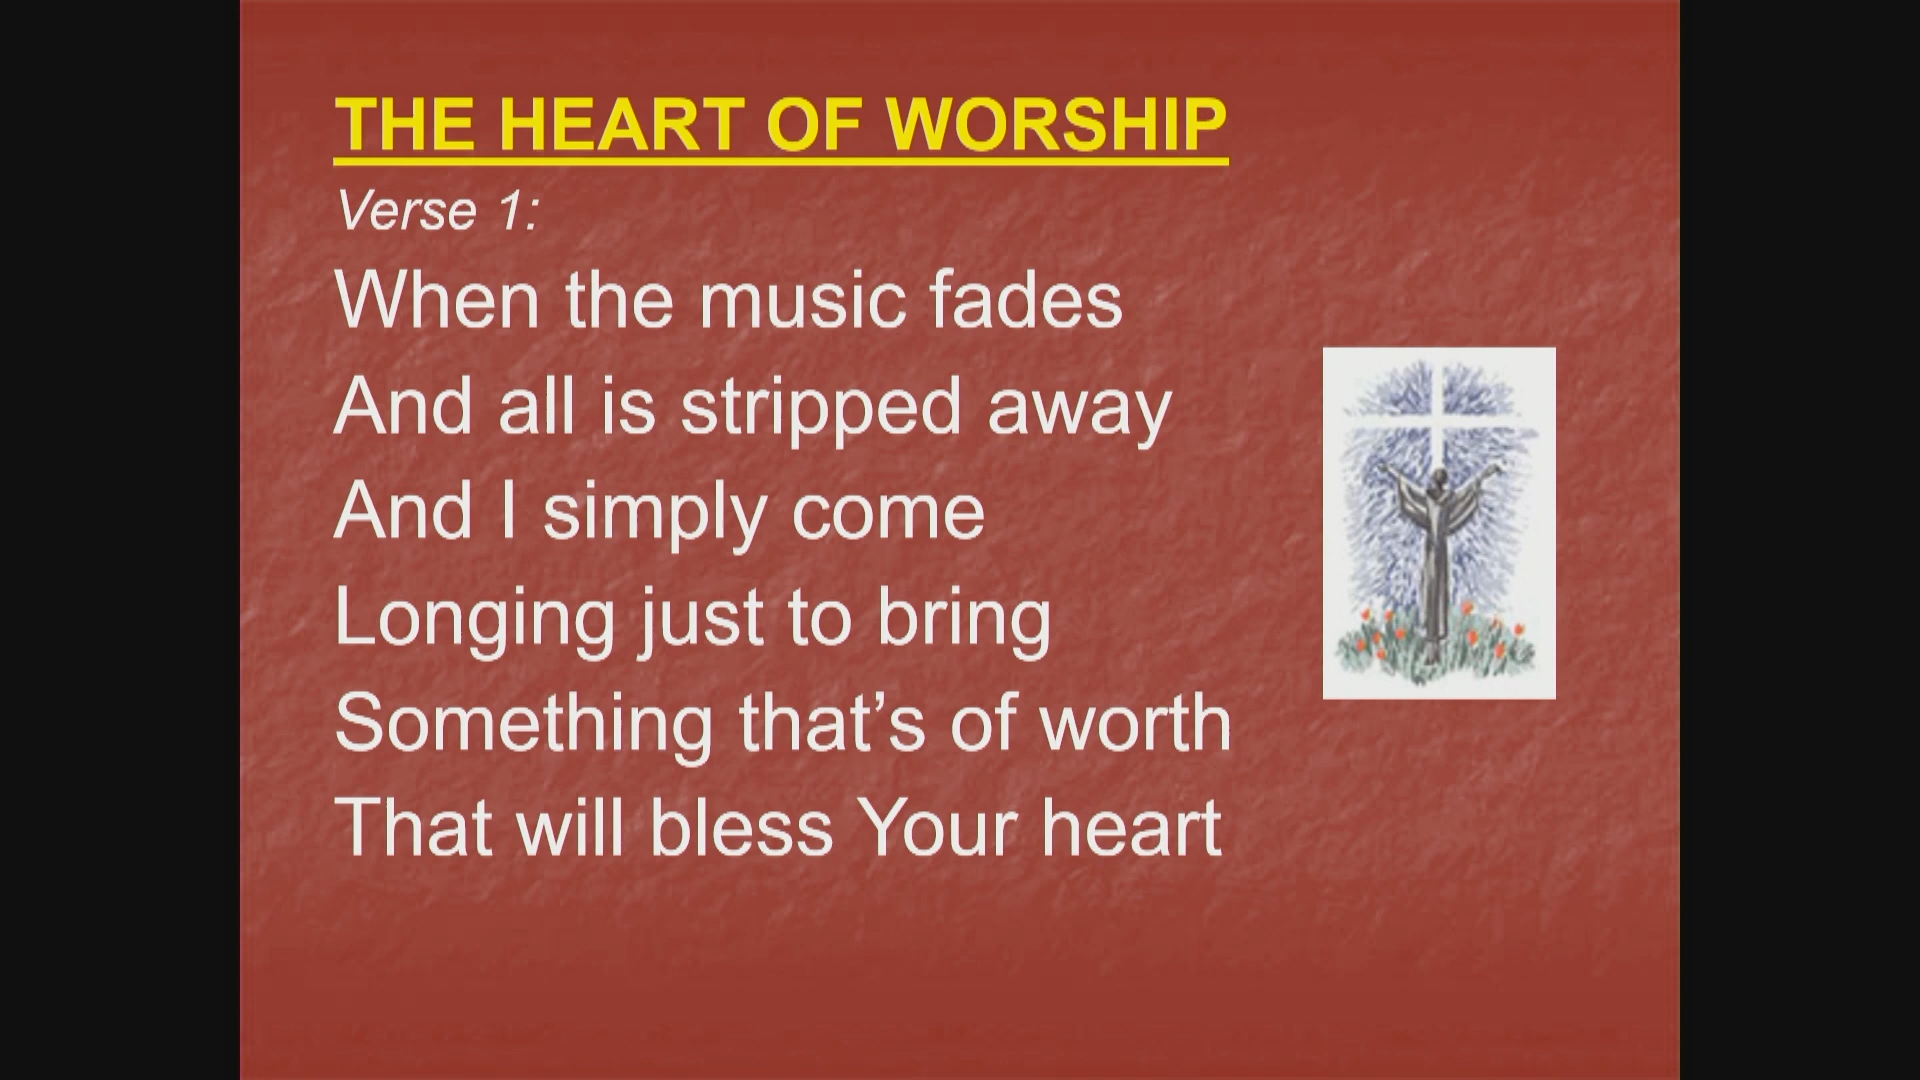 THE HEART OF WORSHIP
Verse 1:
When the music fades
And all is stripped away
And I simply come
Longing just to bring
Something that’s of worth
That will bless Your heart